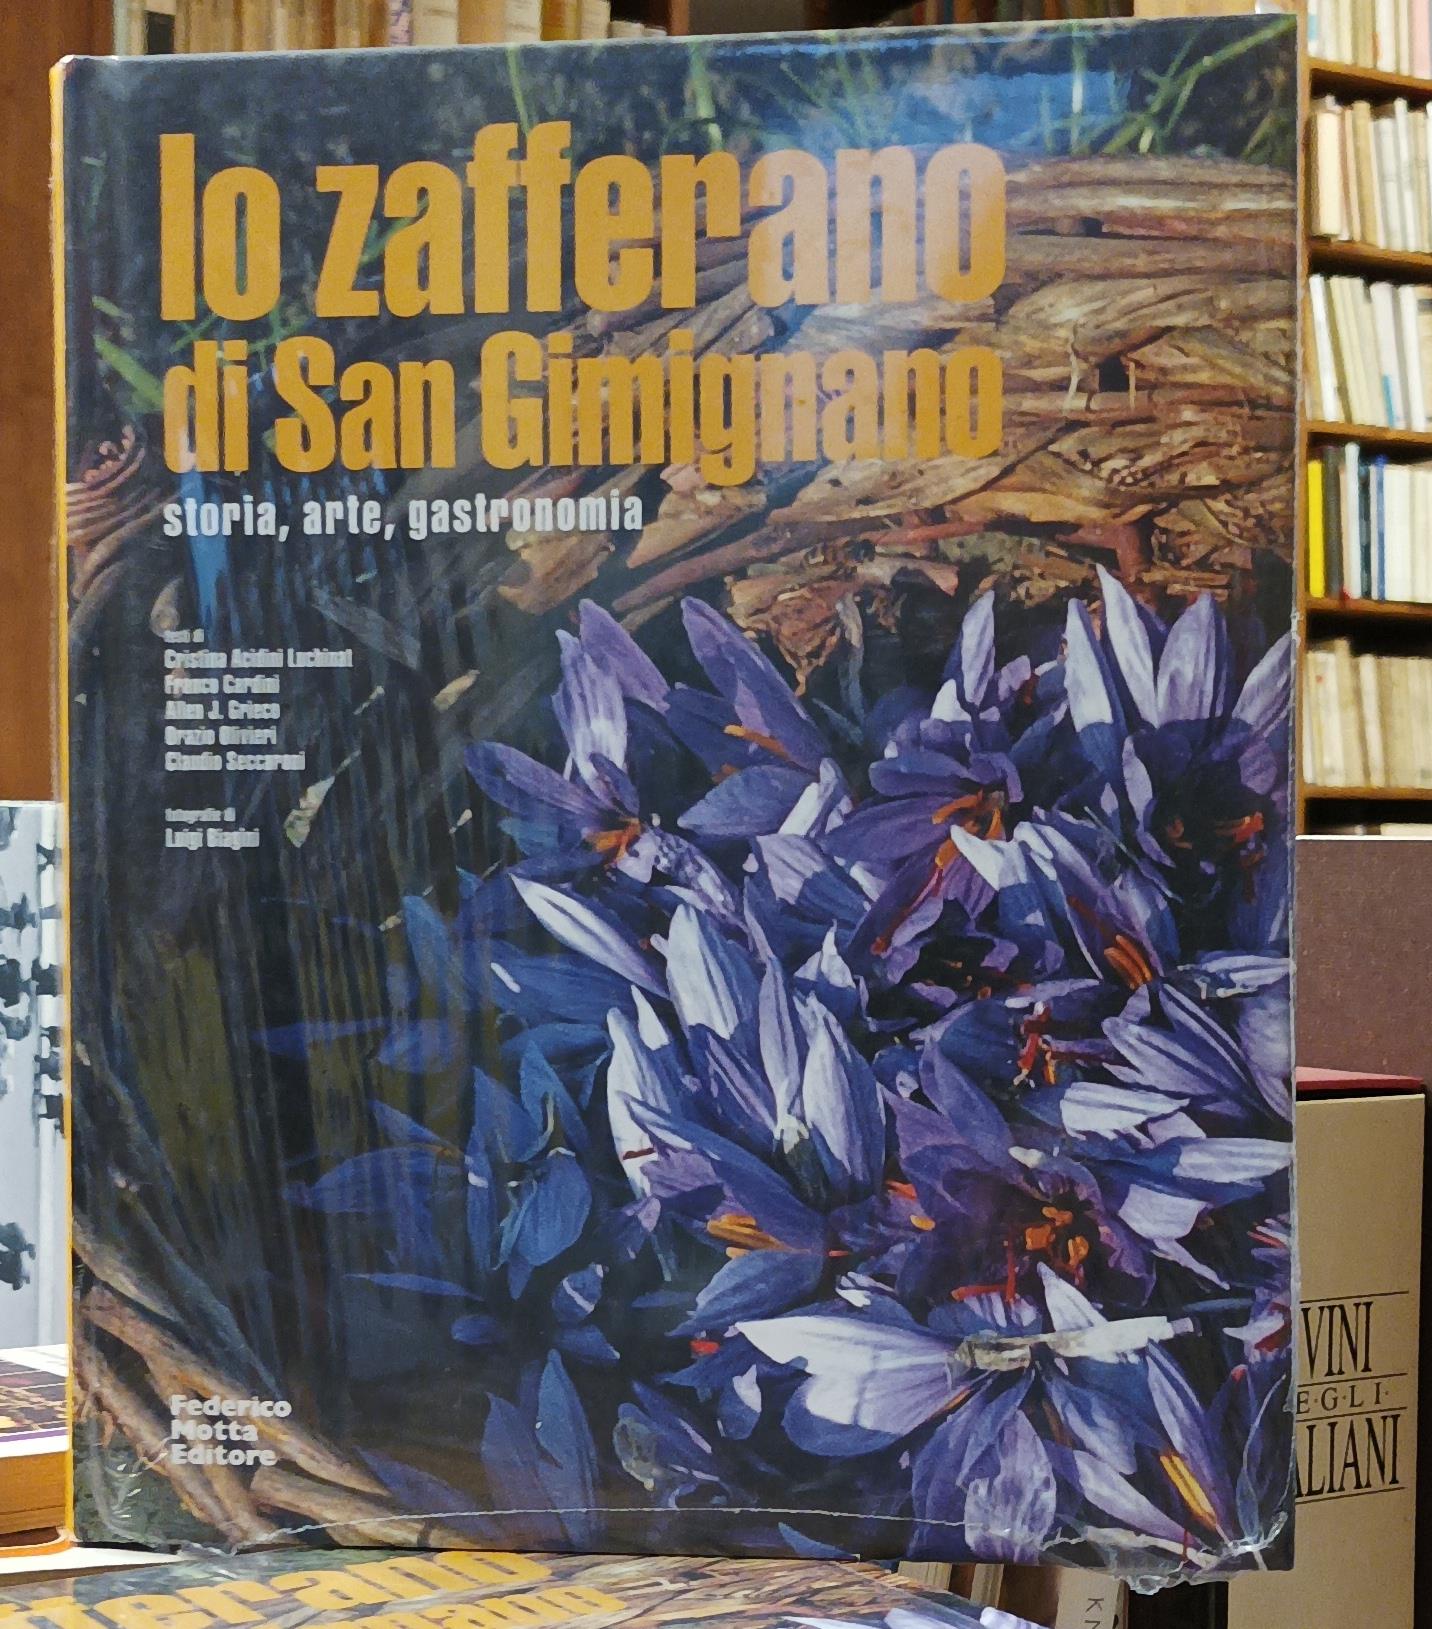 lo zafferano
di San Gimignano
storia, arte, gastronomia
testi di
Cristina Acidini Luchinat
Franco Cardini
Allen J. Grieco
Orazio Olivieri
Claudio Seccaroni
fotografie di
Luigi Biagini
Federico
Motta
Editore
VINI
EGLI
ALIANI